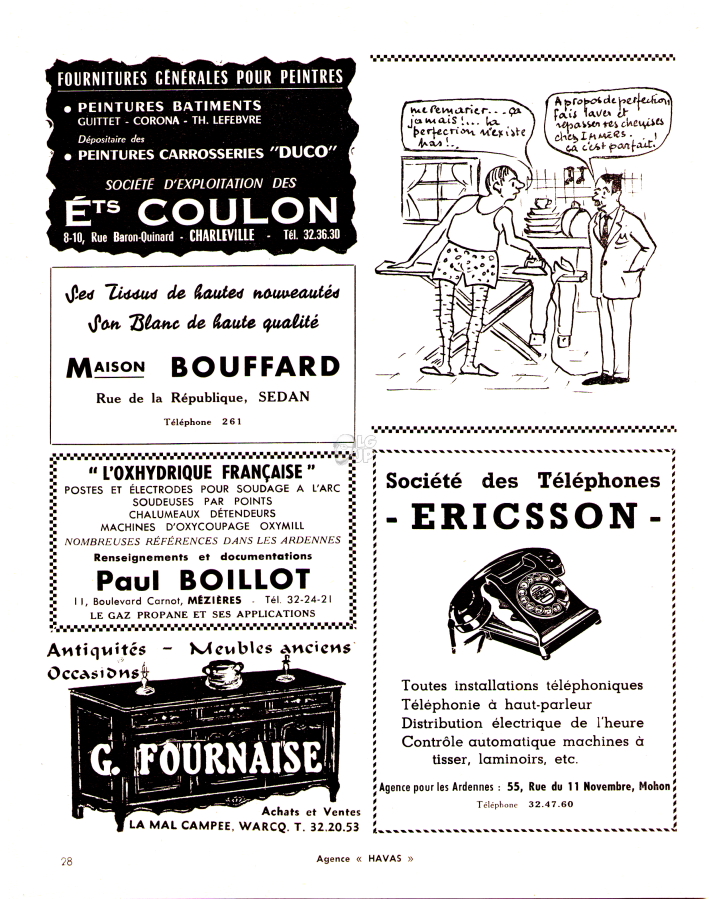 FOURNITURES GÉNÉRALES POUR PEINTRES
• PEINTURES BATIMENTS
GUITTET - CORONA - TH. LEFEBVRE
Dépositaire des
• PEINTURES CARROSSERIES "DUCO"
SOCIÉTÉ D'EXPLOITATION DES
ÉTS COULON
8-10, Rue Baron-Quinard - CHARLEVILLE - Tél. 32.36.30
Ses Tissus de hautes nouveautés
Son Blanc de haute qualité
MAISON BOUFFARD
Rue de la République, SEDAN
Téléphone 261
" L'OXHYDRIQUE FRANÇAISE "
POSTES ET ÉLECTRODES POUR SOUDAGE A L'ARC
SOUDEUSES PAR POINTS
CHALUMEAUX DÉTENDEURS
MACHINES D'OXYCOUPAGE OXYMILL
NOMBREUSES RÉFÉRENCES DANS LES ARDENNES
Renseignements et documentations
Paul BOILLOT
11, Boulevard Carnot, MÉZIÈRES - Tél. 32-24-21
LE GAZ PROPANE ET SES APPLICATIONS
Antiquités - Meubles anciens
Occasions
G. FOURNAISE
Achats et Ventes
LA MAL CAMPEE, WARCQ. T. 32.20.53
me remarier... ça
jamais!... La
perfection n'existe
pas!..
A propos de perfection
fais laver et
repasser tes chemises
chez IMMERS.
ça c'est parfait.!
Société des Téléphones
- ERICSSON -
Toutes installations téléphoniques
Téléphonie à haut-parleur
Distribution électrique de l'heure
Contrôle automatique machines à
tisser, laminoirs, etc.
Agence pour les Ardennes : 55, Rue du 11 Novembre, Mohon
Téléphone 32.47.60
28
Agence « HAVAS »